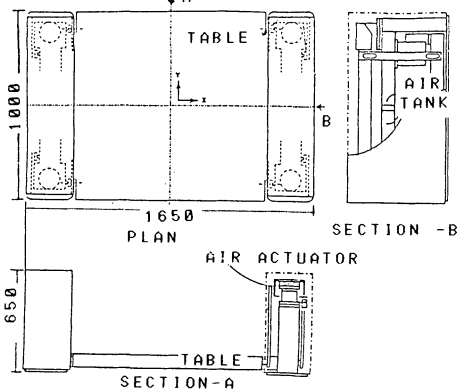 TABLE
Y
X
B
1000
1650
PLAN
AIR
TANK
SECTION -B
AIR ACTUATOR
650
TABLE
SECTION-A